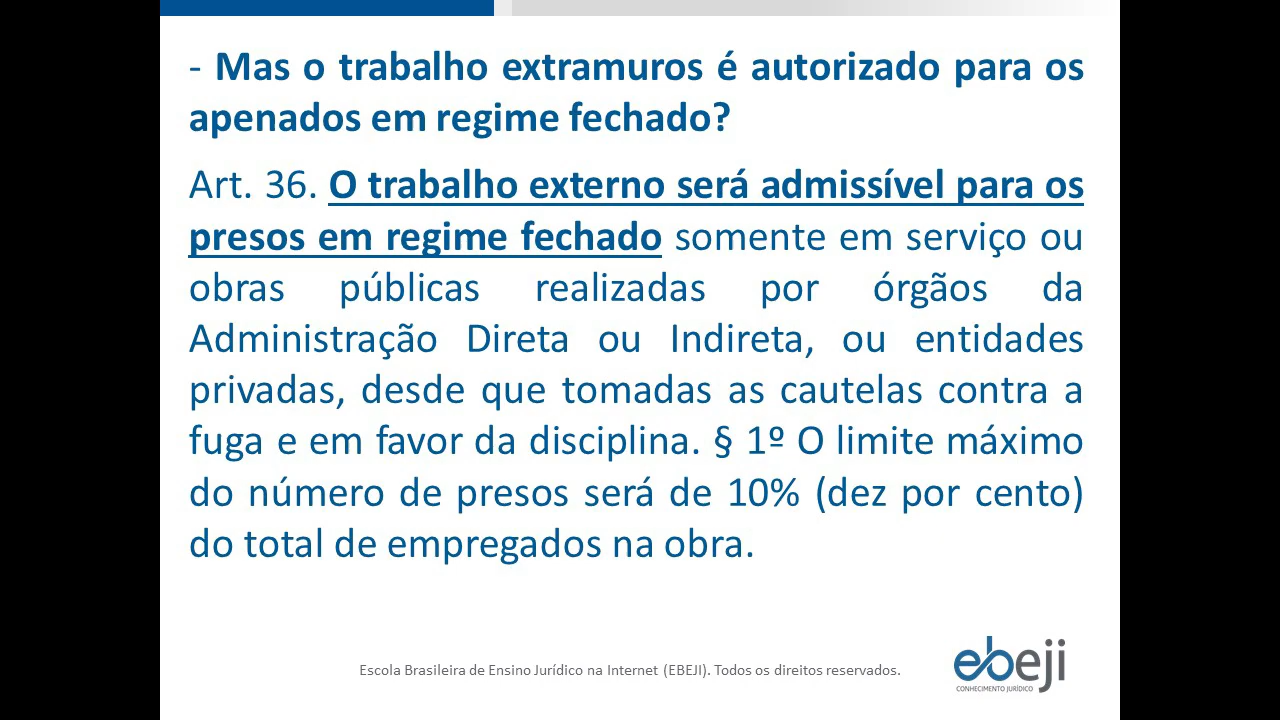 - Mas o trabalho extramuros é autorizado para os
apenados em regime fechado?
Art. 36. O trabalho externo será admissível para os
presos em regime fechado somente em serviço ou
obras públicas realizadas por órgãos da
Administração Direta ou Indireta, ou entidades
privadas, desde que tomadas as cautelas contra a
fuga e em favor da disciplina. § 1º O limite máximo
do número de presos será de 10% (dez por cento)
do total de empregados na obra.
Escola Brasileira de Ensino Jurídico na Internet (EBEJI). Todos os direitos reservados.
ebeji
CONHECIMENTO JURÍDICO